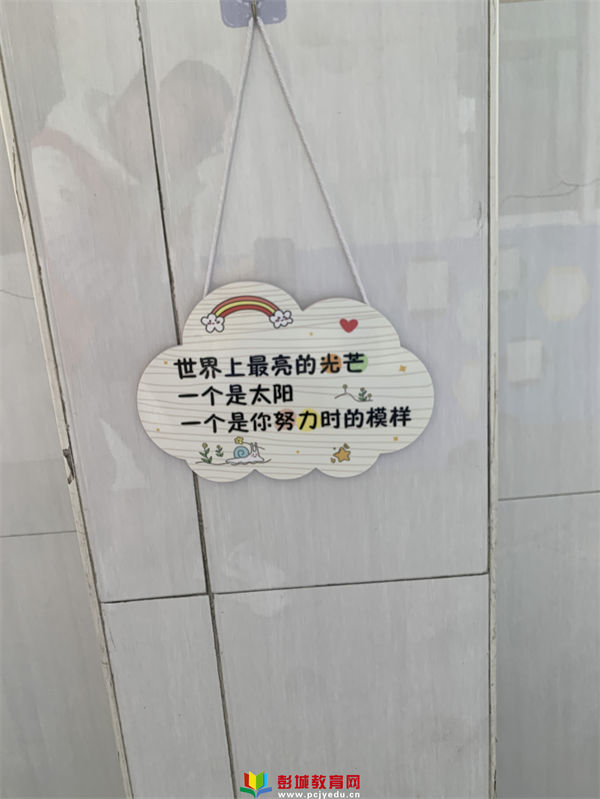 世界上最亮的光芒
一个是太阳
一个是你努力时的模样
彭城教育网
www.pcjyedu.cn